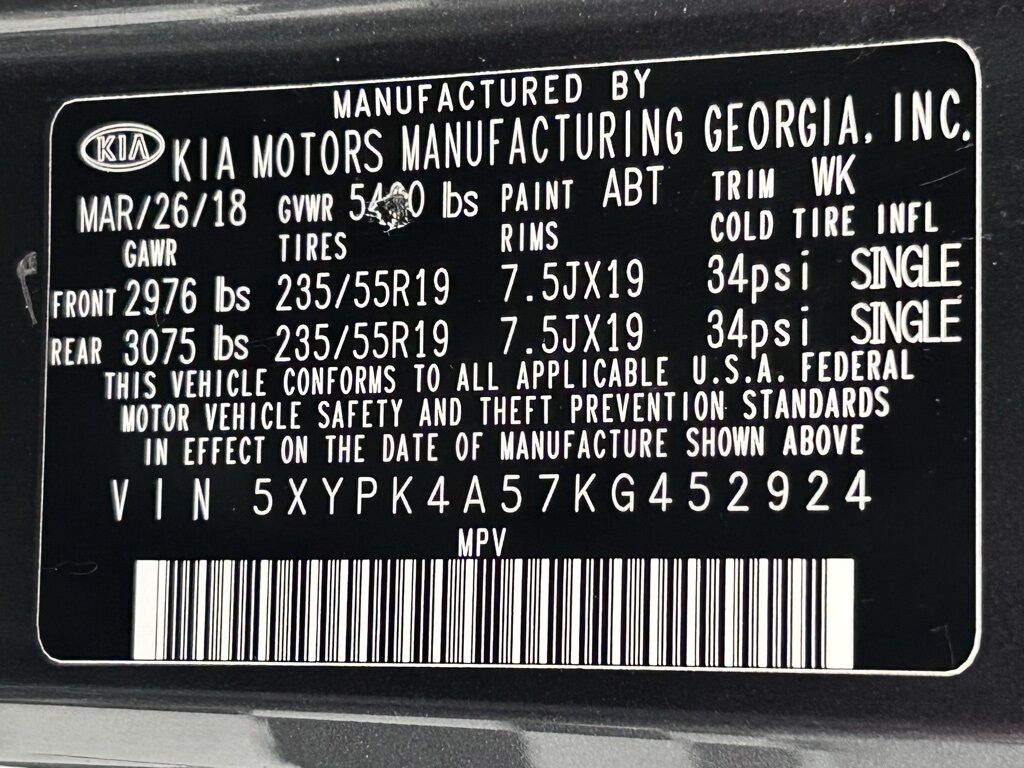 MANUFACTURED BY
KIA KIA MOTORS MANUFACTURING GEORGIA, INC.
MAR/26/18 GVWR lbs PAINT ABT TRIM WK
GAWR TIRES RIMS COLD TIRE INFL
FRONT 2976 lbs 235/55R19 7.5JX19 34psi SINGLE
REAR 3075 lbs 235/55R19 7.5JX19 34psi SINGLE
THIS VEHICLE CONFORMS TO ALL APPLICABLE U.S.A. FEDERAL
MOTOR VEHICLE SAFETY AND THEFT PREVENTION STANDARDS
IN EFFECT ON THE DATE OF MANUFACTURE SHOWN ABOVE
VIN 5XYPK4A57KG452924
MPV